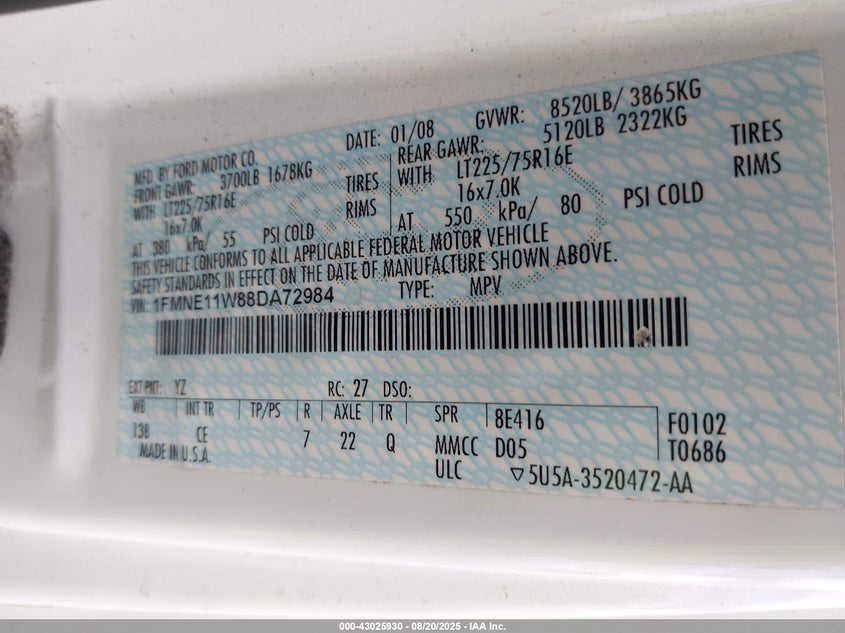 MFD. BY FORD MOTOR CO. DATE: 01/08 GVWR: 8520LB/ 3865KG
FRONT GAWR: 3700LB 1678KG REAR GAWR: 5120LB 2322KG
WITH LT225/75R16E TIRES WITH LT225/75R16E TIRES
16x7.0K RIMS 16x7.0K RIMS
AT 380 kPa/ 55 PSI COLD AT 550 kPa/ 80 PSI COLD
THIS VEHICLE CONFORMS TO ALL APPLICABLE FEDERAL MOTOR VEHICLE
SAFETY STANDARDS IN EFFECT ON THE DATE OF MANUFACTURE SHOWN ABOVE.
VIN: 1FMNE11W88DA72984 TYPE: MPV
EXT PNT: YZ RC: 27 DSO:
WB INT TR TP/PS R AXLE TR SPR 8E416 F0102
138 CE 7 22 Q MMCC D05 T0686
MADE IN U.S.A. ULC ▽5U5A-3520472-AA
000-43025930 - 08/20/2025 - IAA Inc.